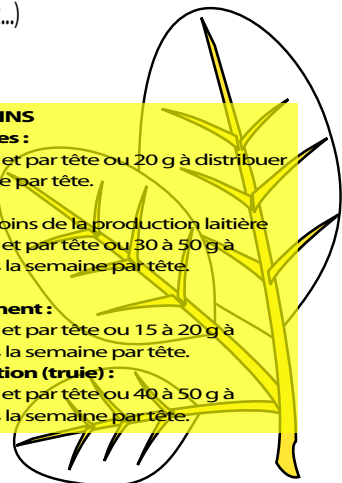 ...)
INS
es :
et par tête ou 20 g à distribuer
e par tête.
oins de la production laitière
et par tête ou 30 à 50 g à
s la semaine par tête.
ment :
et par tête ou 15 à 20 g à
s la semaine par tête.
tion (truie) :
et par tête ou 40 à 50 g à
s la semaine par tête.